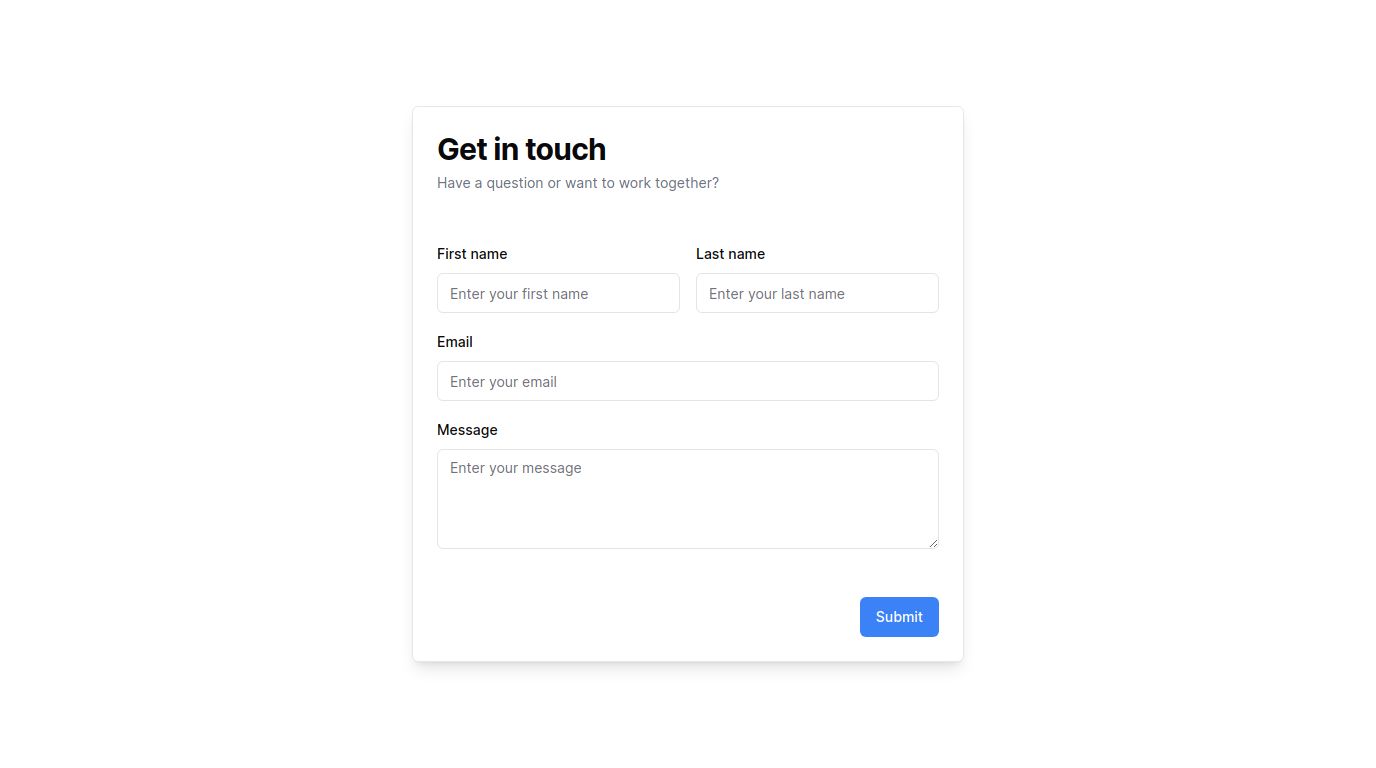 Get in touch
Have a question or want to work together?
First name
Last name
Enter your first name
Enter your last name
Email
Enter your email
Message
Enter your message
Submit